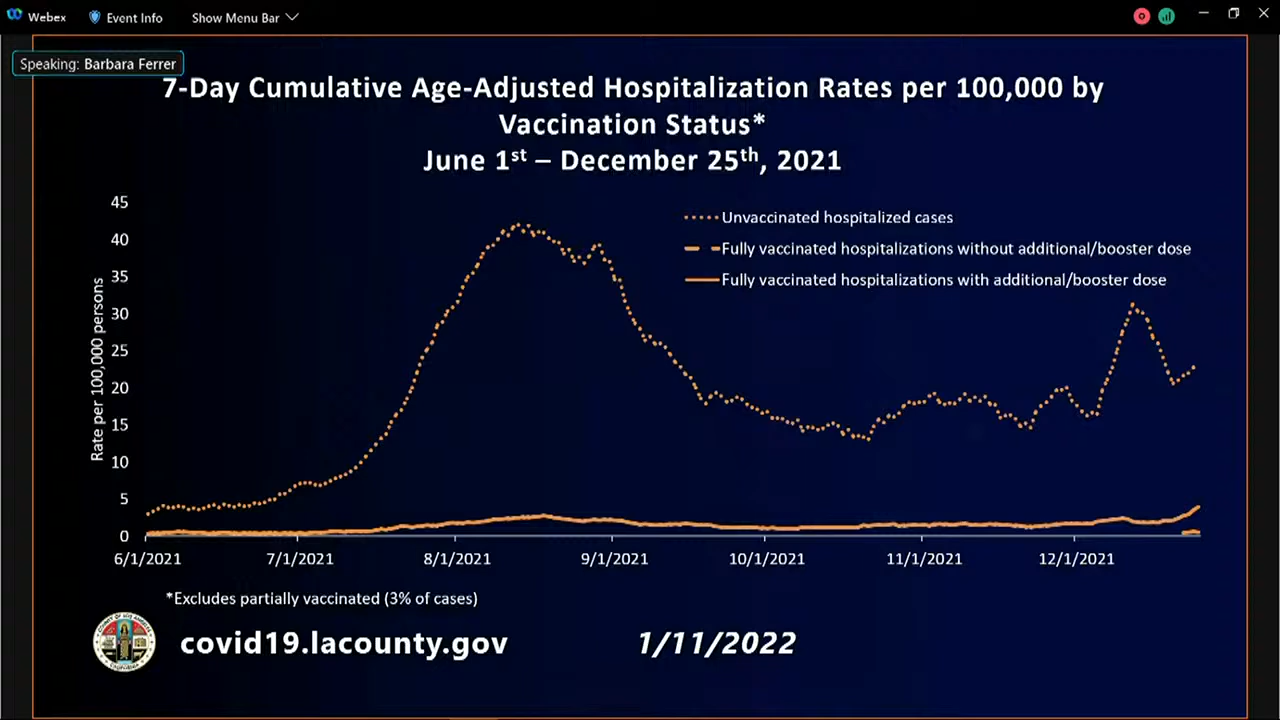 Webex
Event Info
Show Menu Bar
Speaking: Barbara Ferrer
7-Day Cumulative Age-Adjusted Hospitalization Rates per 100,000 by
Vaccination Status*
June 1st – December 25th, 2021
Rate per 100,000 persons
45
40
35
30
25
20
15
10
5
0
Unvaccinated hospitalized cases
Fully vaccinated hospitalizations without additional/booster dose
Fully vaccinated hospitalizations with additional/booster dose
6/1/2021 7/1/2021 8/1/2021 9/1/2021 10/1/2021 11/1/2021 12/1/2021
*Excludes partially vaccinated (3% of cases)
covid19.lacounty.gov 1/11/2022